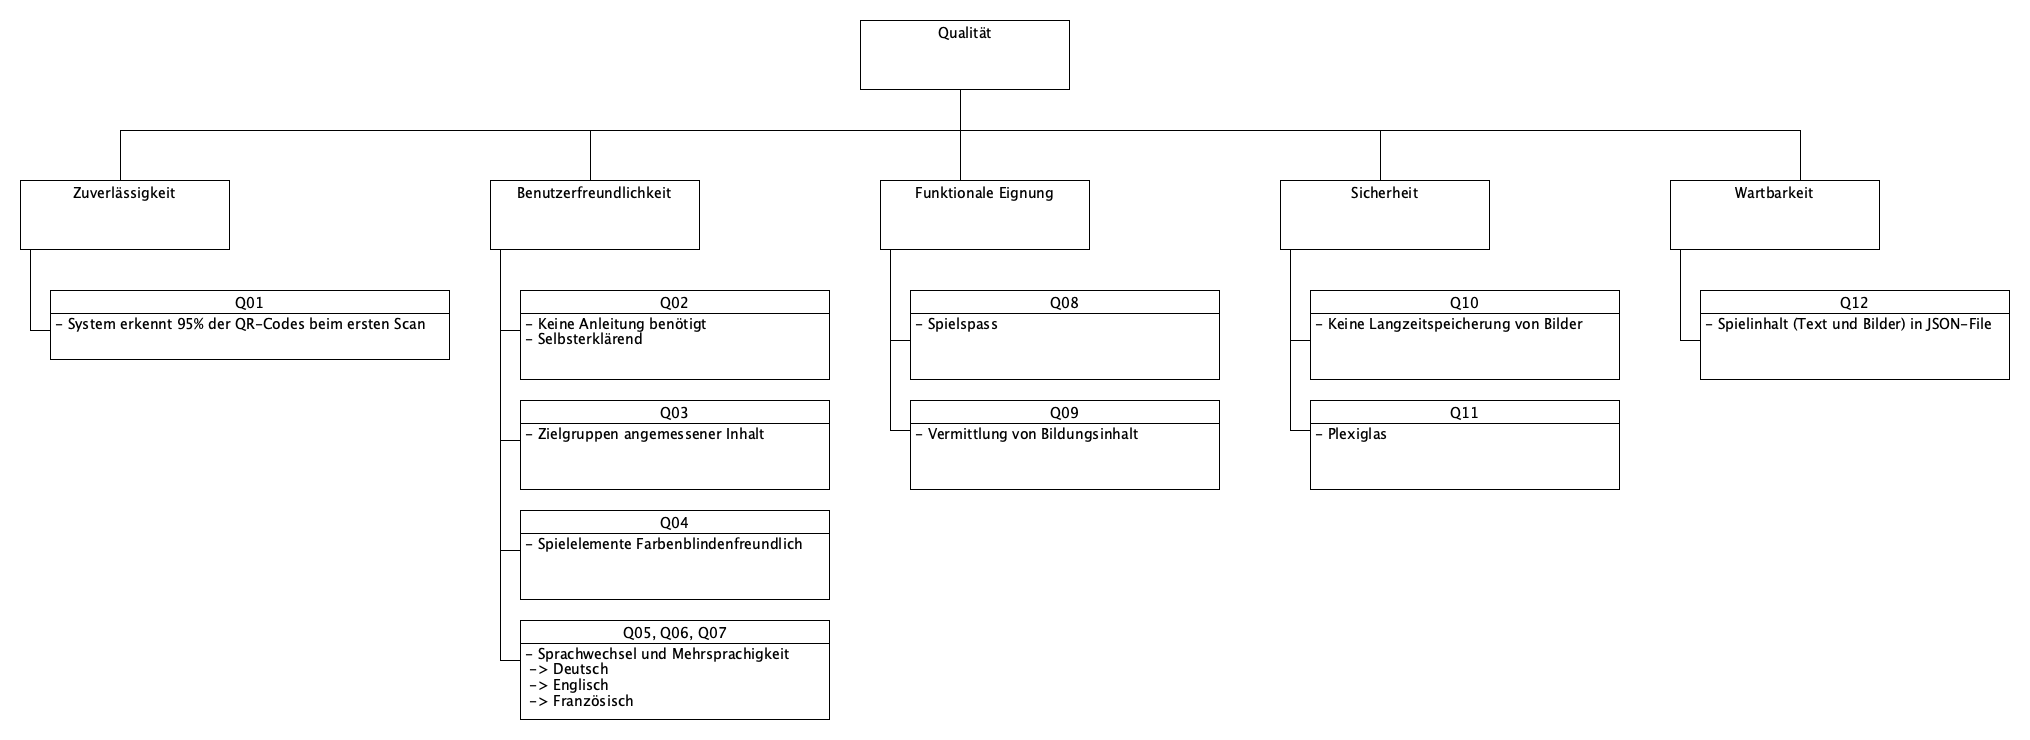 Qualität
Zuverlässigkeit
Benutzerfreundlichkeit
Funktionale Eignung
Sicherheit
Wartbarkeit
Q01
- System erkennt 95% der QR-Codes beim ersten Scan
Q02
- Keine Anleitung benötigt
- Selbsterklärend
Q03
- Zielgruppen angemessener Inhalt
Q04
- Spielelemente Farbenblindenfreundlich
Q05, Q06, Q07
- Sprachwechsel und Mehrsprachigkeit
-> Deutsch
-> Englisch
-> Französisch
Q08
- Spielspass
Q09
- Vermittlung von Bildungsinhalt
Q10
- Keine Langzeitspeicherung von Bilder
Q11
- Plexiglas
Q12
- Spielinhalt (Text und Bilder) in JSON-File